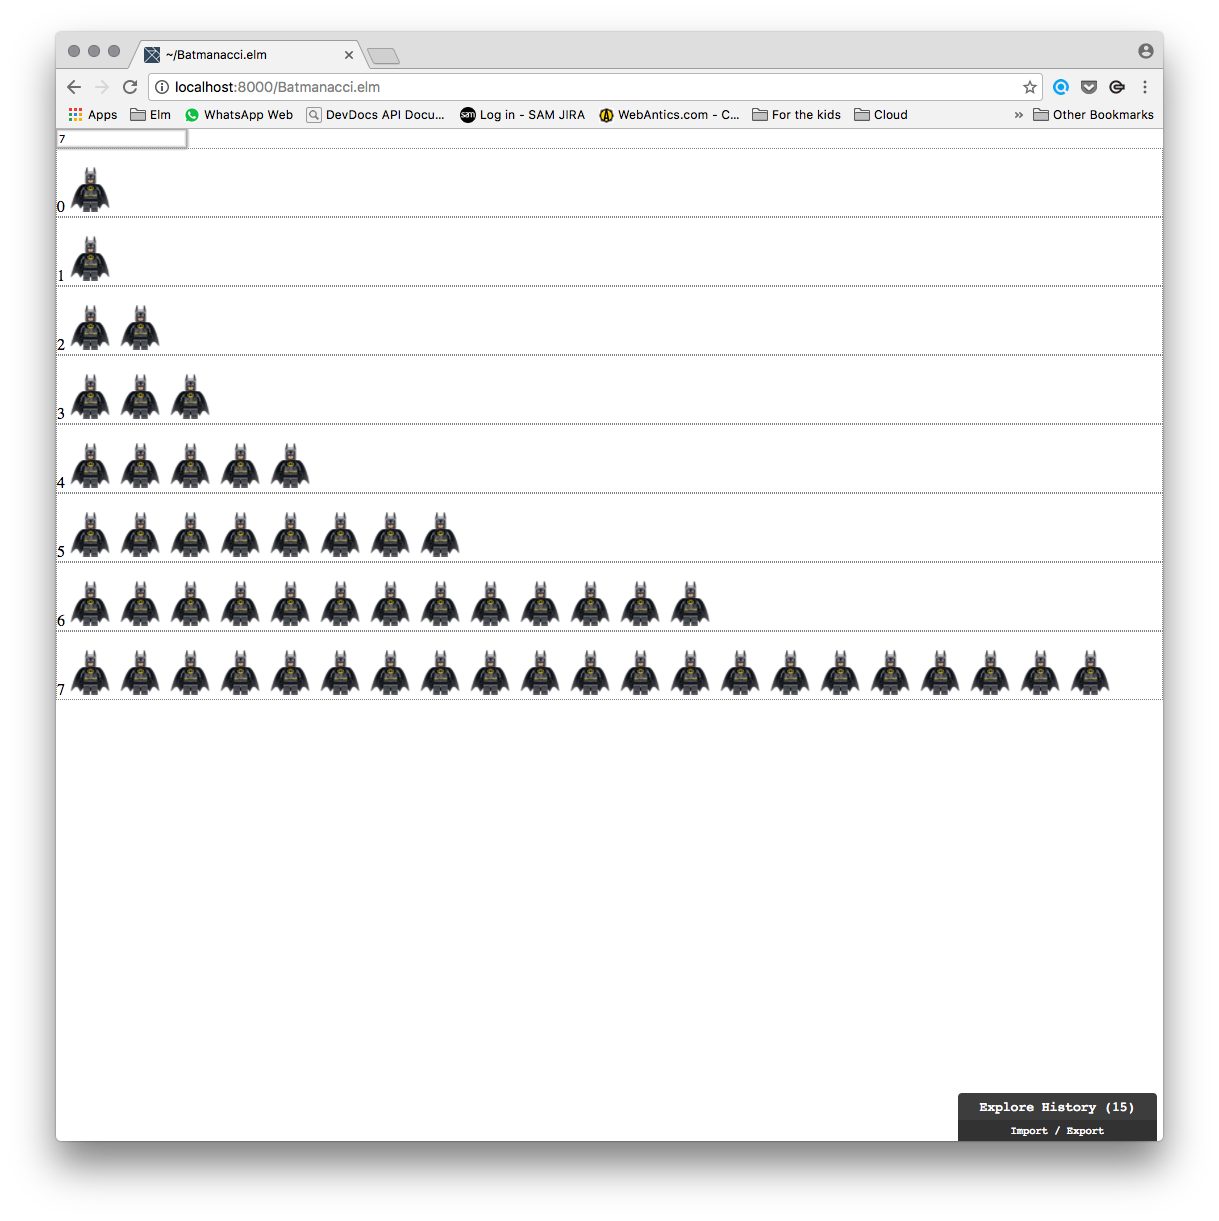 ~/Batmanacci.elm
localhost:8000/Batmanacci.elm
Apps Elm WhatsApp Web DevDocs API Docu... sam Log in - SAM JIRA WebAntics.com - C... For the kids Cloud » Other Bookmarks
7
0
1
2
3
4
5
6
7
Explore History (15)
Import / Export